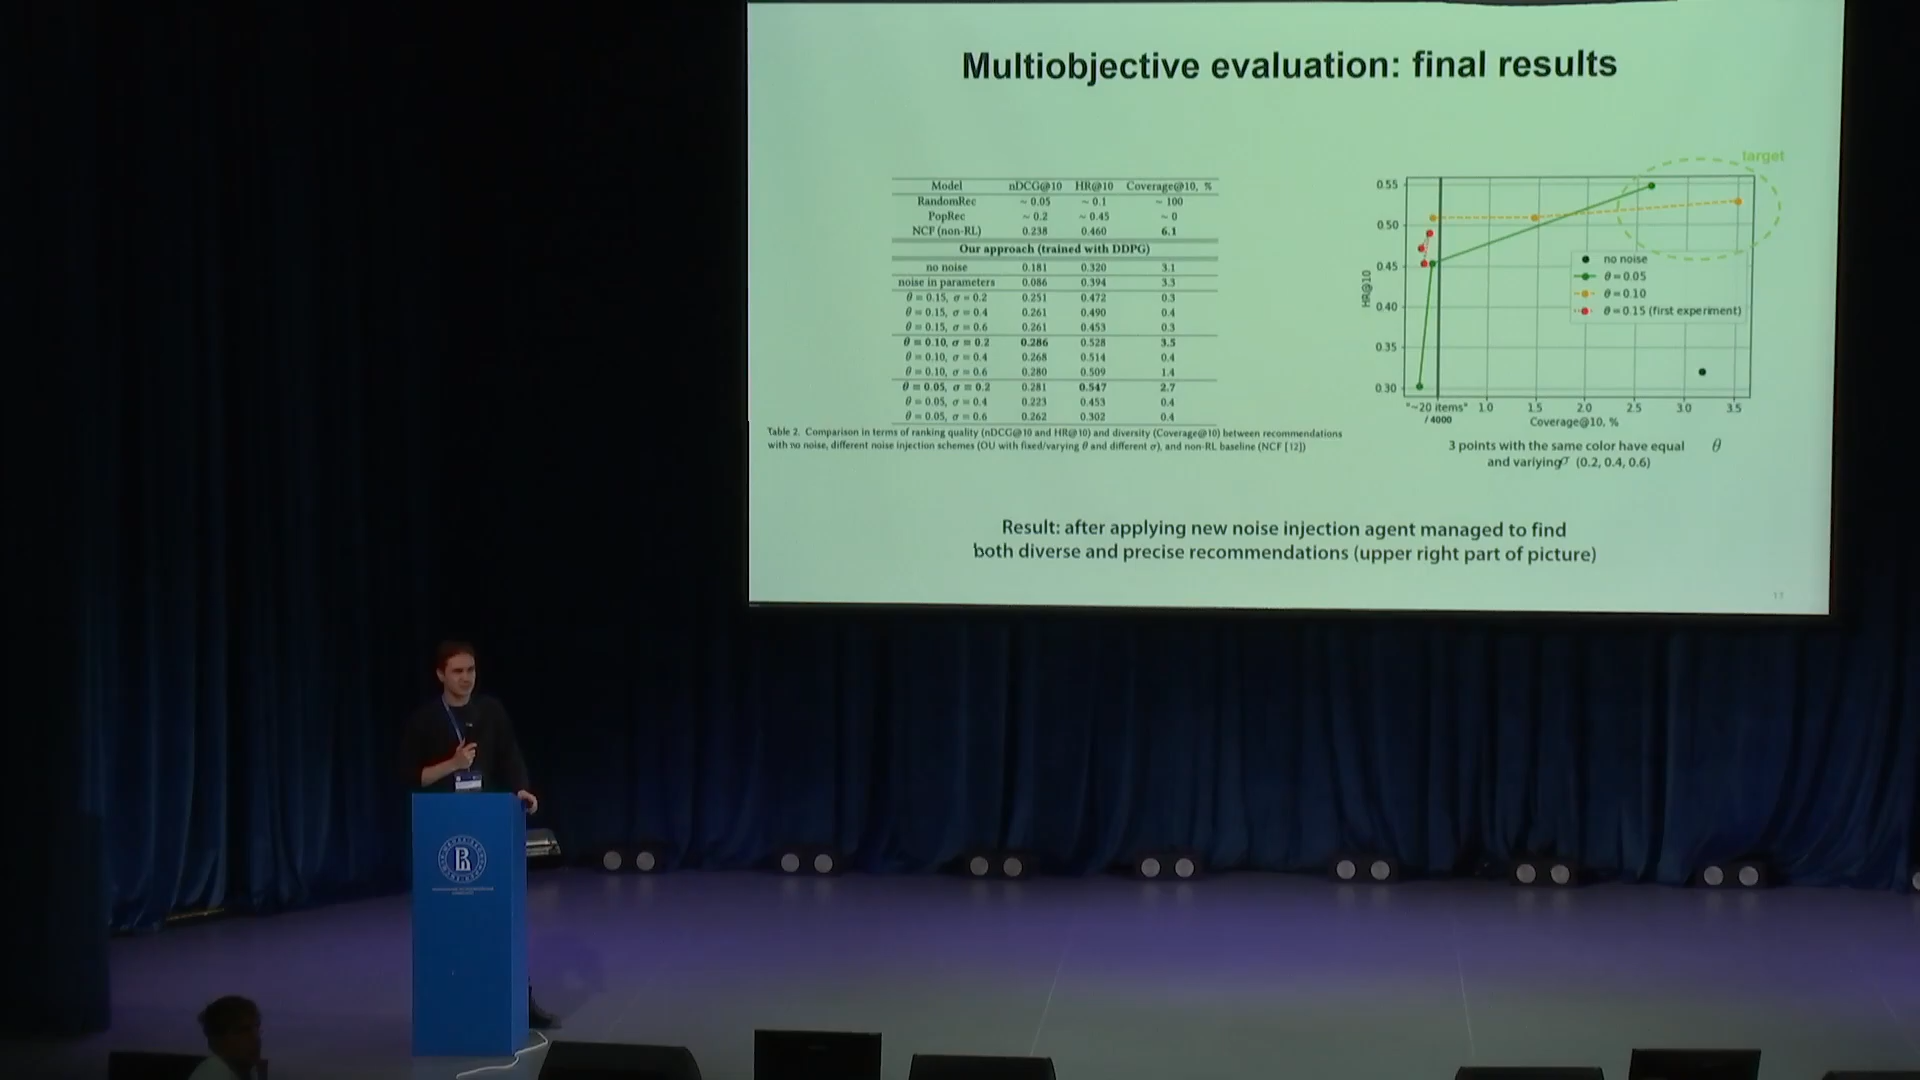 Multiobjective evaluation: final results
Model nDCG@10 HR@10 Coverage@10, %
RandomRec ~ 0.05 ~ 0.1 ~ 100
PopRec ~ 0.2 ~ 0.45 ~ 0
NCF (non-RL) 0.238 0.460 6.1
Our approach (trained with DDPG)
no noise 0.181 0.320 3.1
noise in parameters 0.086 0.394 3.3
θ = 0.15, σ = 0.2 0.251 0.472 0.3
θ = 0.15, σ = 0.4 0.261 0.490 0.4
θ = 0.15, σ = 0.6 0.261 0.453 0.3
θ = 0.10, σ = 0.2 0.286 0.528 3.5
θ = 0.10, σ = 0.4 0.268 0.514 0.4
θ = 0.10, σ = 0.6 0.280 0.509 1.4
θ = 0.05, σ = 0.2 0.281 0.547 2.7
θ = 0.05, σ = 0.4 0.223 0.453 0.4
θ = 0.05, σ = 0.6 0.262 0.302 0.4
Table 2. Comparison in terms of ranking quality (nDCG@10 and HR@10) and diversity (Coverage@10) between recommendations
with no noise, different noise injection schemes (OU with fixed/varying θ and different σ), and non-RL baseline (NCF [12])
target
0.55
0.50
0.45
0.40
0.35
0.30
HR@10
no noise
θ = 0.05
θ = 0.10
θ = 0.15 (first experiment)
"~20 items" 1.0 1.5 2.0 2.5 3.0 3.5
/ 4000
Coverage@10, %
3 points with the same color have equal θ
and variying σ (0.2, 0.4, 0.6)
Result: after applying new noise injection agent managed to find
both diverse and precise recommendations (upper right part of picture)